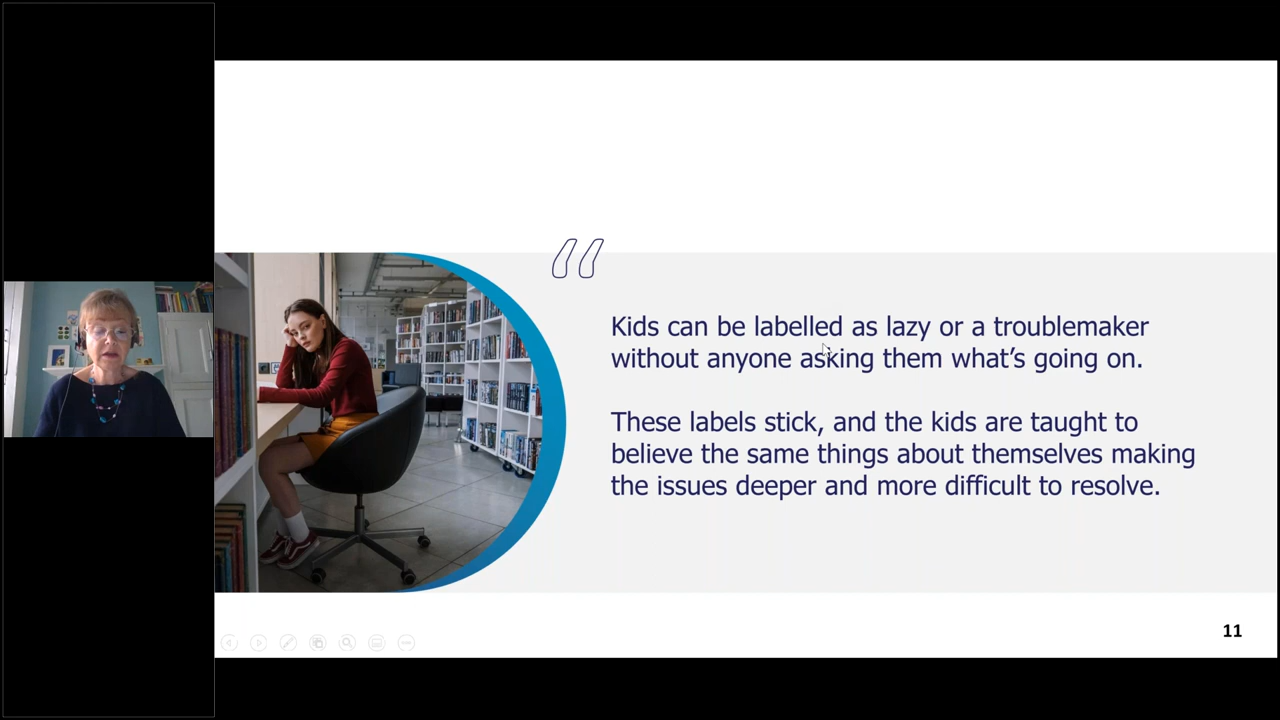 “
Kids can be labelled as lazy or a troublemaker
without anyone asking them what’s going on.
These labels stick, and the kids are taught to
believe the same things about themselves making
the issues deeper and more difficult to resolve.
11